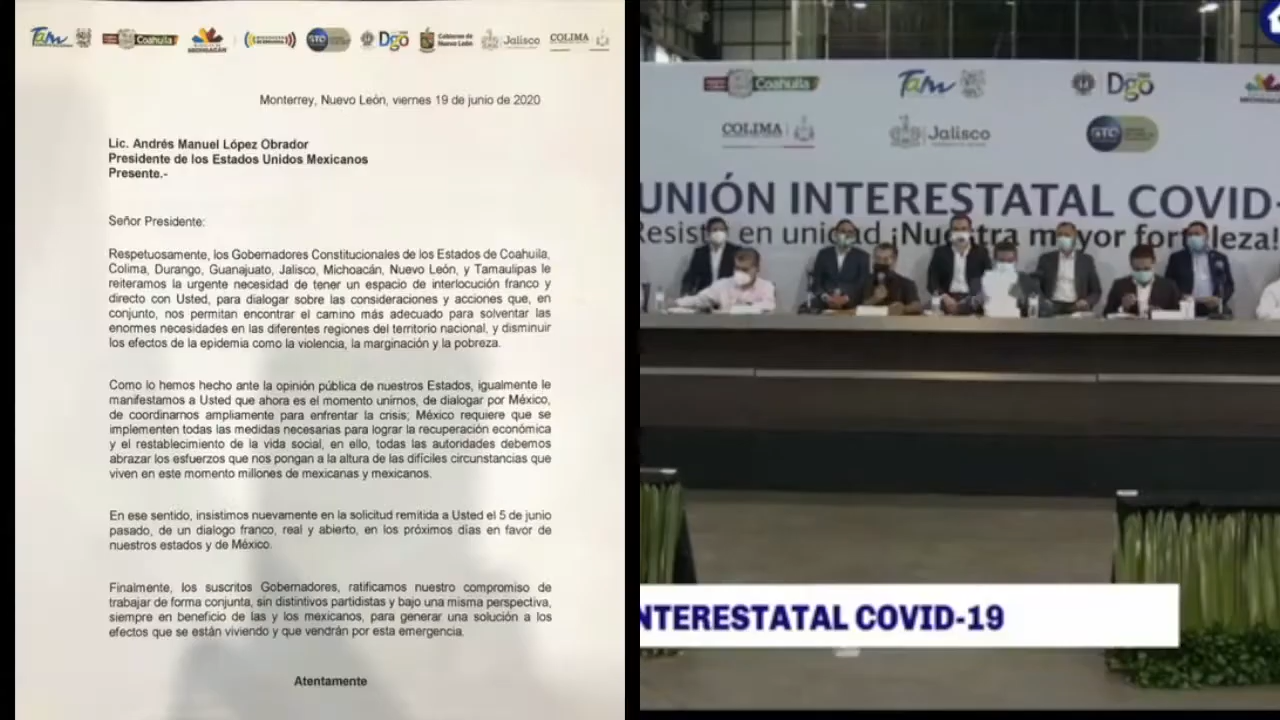 Tam
Coahuila
MICHOACÁN
GTO
Dgo
Gobierno de
Nuevo León
Jalisco
COLIMA
Monterrey, Nuevo León, viernes 19 de junio de 2020
Lic. Andrés Manuel López Obrador
Presidente de los Estados Unidos Mexicanos
Presente.-
Señor Presidente:
Respetuosamente, los Gobernadores Constitucionales de los Estados de Coahuila,
Colima, Durango, Guanajuato, Jalisco, Michoacán, Nuevo León, y Tamaulipas le
reiteramos la urgente necesidad de tener un espacio de interlocución franco y
directo con Usted, para dialogar sobre las consideraciones y acciones que, en
conjunto, nos permitan encontrar el camino más adecuado para solventar las
enormes necesidades en las diferentes regiones del territorio nacional, y disminuir
los efectos de la epidemia como la violencia, la marginación y la pobreza.
Como lo hemos hecho ante la opinión pública de nuestros Estados, igualmente le
manifestamos a Usted que ahora es el momento unirnos, de dialogar por México,
de coordinarnos ampliamente para enfrentar la crisis; México requiere que se
implementen todas las medidas necesarias para lograr la recuperación económica
y el restablecimiento de la vida social, en ello, todas las autoridades debemos
abrazar los esfuerzos que nos pongan a la altura de las difíciles circunstancias que
viven en este momento millones de mexicanas y mexicanos.
En ese sentido, insistimos nuevamente en la solicitud remitida a Usted el 5 de junio
pasado, de un dialogo franco, real y abierto, en los próximos días en favor de
nuestros estados y de México.
Finalmente, los suscritos Gobernadores, ratificamos nuestro compromiso de
trabajar de forma conjunta, sin distintivos partidistas y bajo una misma perspectiva,
siempre en beneficio de las y los mexicanos, para generar una solución a los
efectos que se están viviendo y que vendrán por esta emergencia.
Atentamente
Coahuila
Tam
Dgo
COLIMA
Jalisco
GTO
UNIÓN INTERESTATAL COVID-
Resistir en unidad ¡Nuestra mayor fortaleza!
NTERESTATAL COVID-19